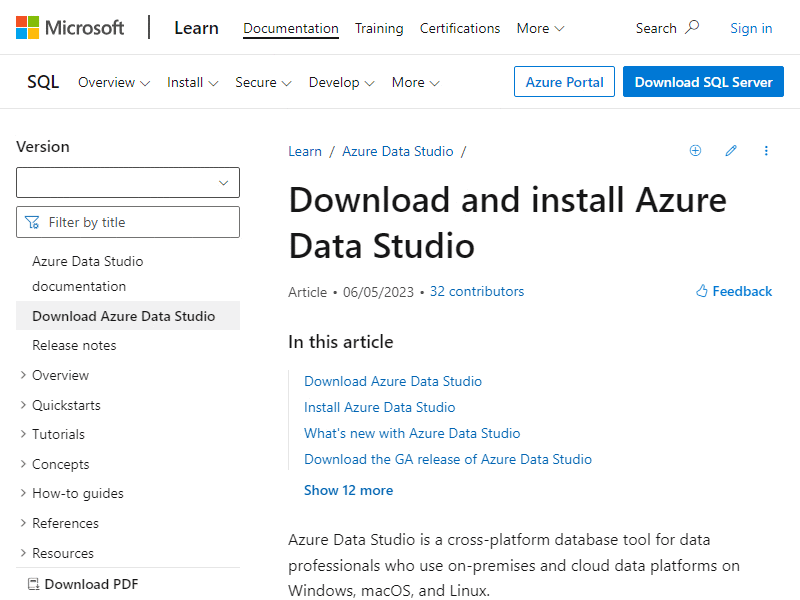 Microsoft Learn Documentation Training Certifications More Search Sign in
SQL Overview Install Secure Develop More Azure Portal Download SQL Server
Version
Filter by title
Azure Data Studio
documentation
Download Azure Data Studio
Release notes
Overview
Quickstarts
Tutorials
Concepts
How-to guides
References
Resources
Download PDF
Learn / Azure Data Studio /
Download and install Azure
Data Studio
Article • 06/05/2023 • 32 contributors
Feedback
In this article
Download Azure Data Studio
Install Azure Data Studio
What's new with Azure Data Studio
Download the GA release of Azure Data Studio
Show 12 more
Azure Data Studio is a cross-platform database tool for data
professionals who use on-premises and cloud data platforms on
Windows, macOS, and Linux.